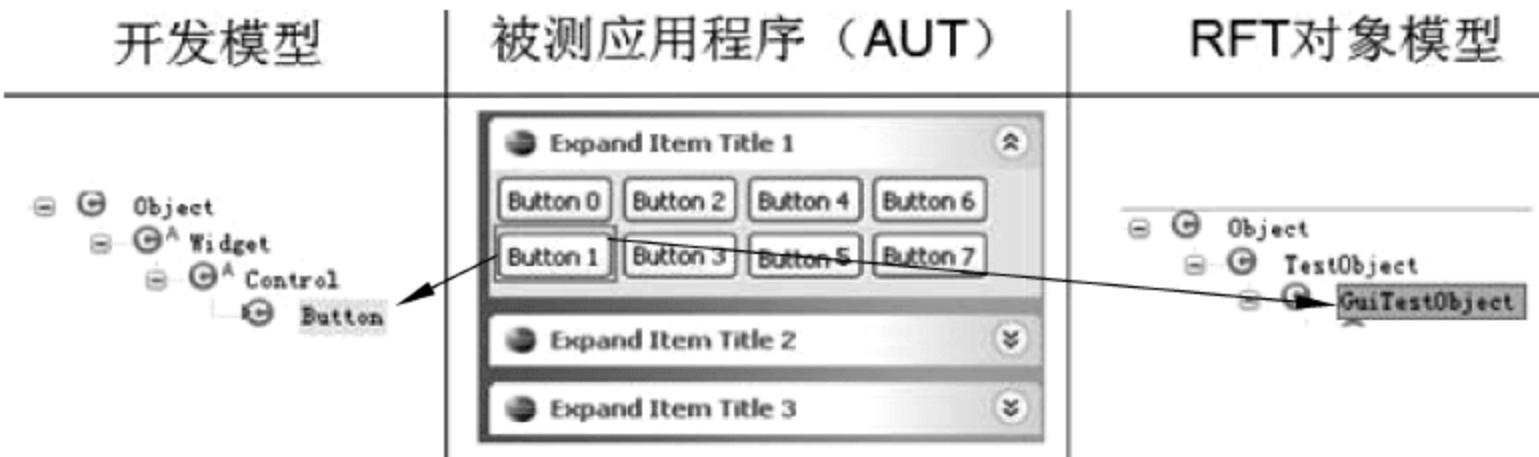 开发模型
被测应用程序（AUT）
RFT对象模型
Object
Widget
Control
Button
Expand Item Title 1
Button 0 Button 2 Button 4 Button 6
Button 1 Button 3 Button 5 Button 7
Expand Item Title 2
Expand Item Title 3
Object
TestObject
GuiTestObject